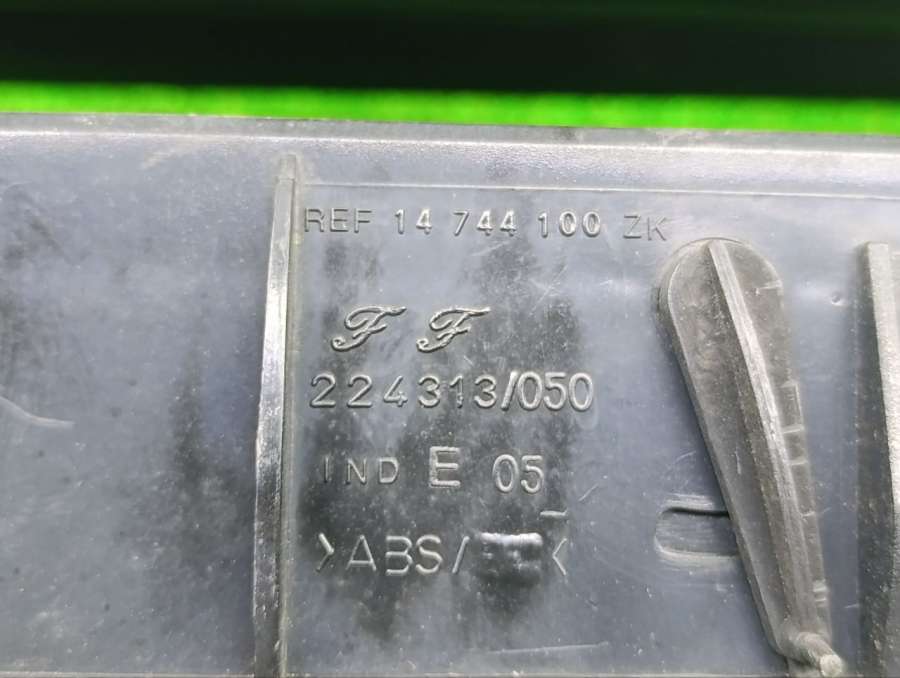 REF 14 744 100 ZK
F F
224313/050
IND E 05
>ABS/ <